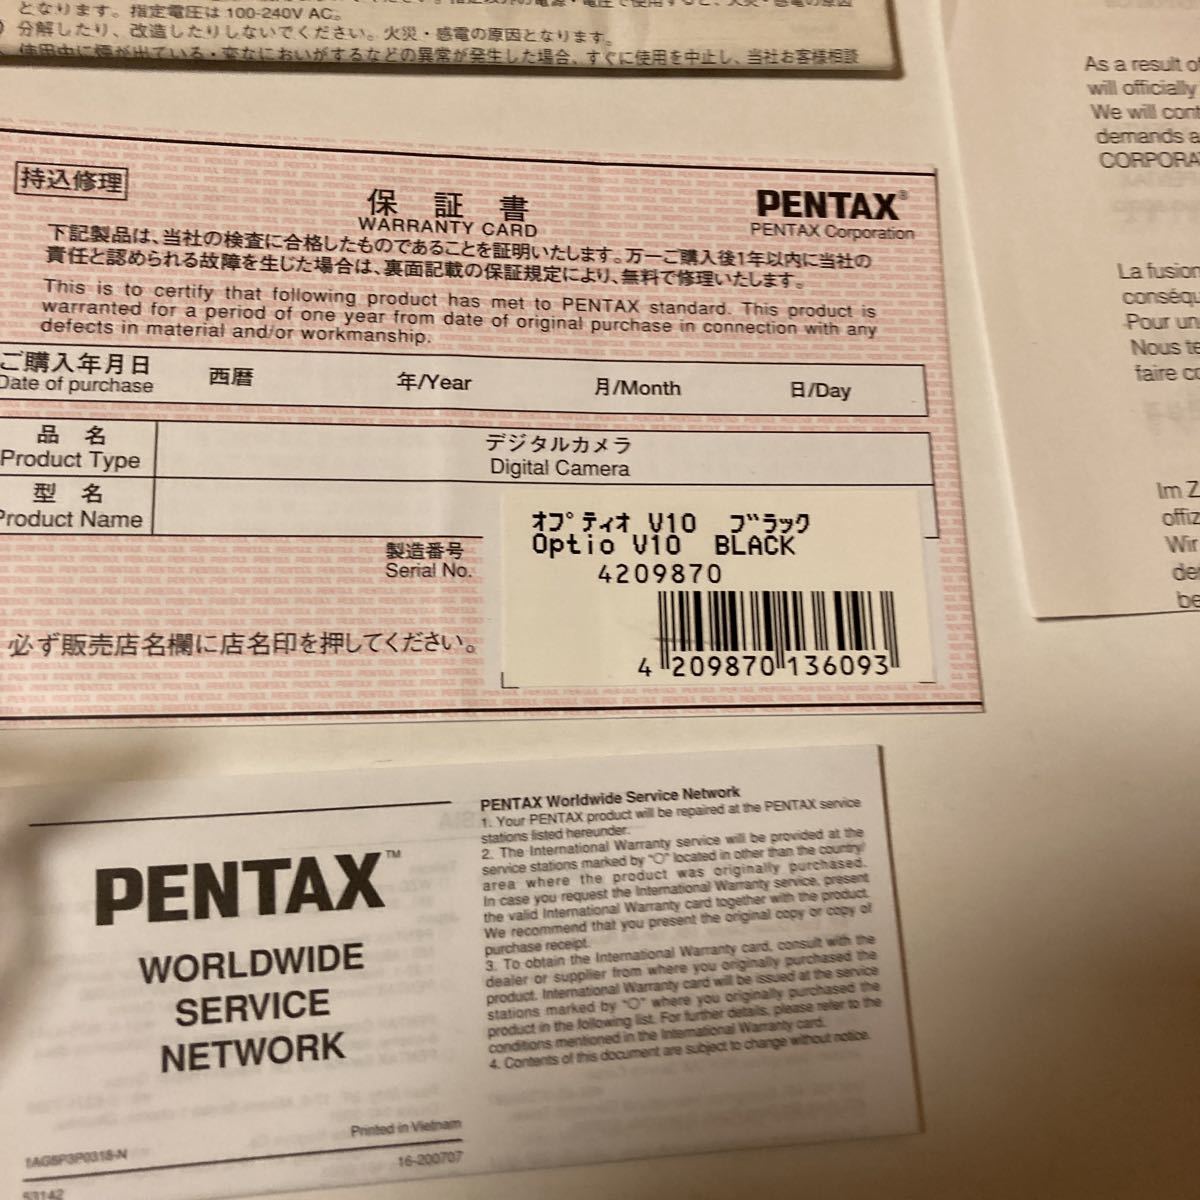 となります。指定電圧は 100-240V AC。
分解したり、改造したりしないでください。火災・感電の原因となります。
使用中に煙が出ている・変なにおいがするなどの異常が発生した場合、すぐに使用を中止し、当社お客様相談
持込修理
保証書
WARRANTY CARD
PENTAX®
PENTAX Corporation
下記製品は、当社の検査に合格したものであることを証明いたします。万一ご購入後1年以内に当社の
責任と認められる故障を生じた場合は、裏面記載の保証規定により、無料で修理いたします。
This is to certify that following product has met to PENTAX standard. This product is
warranted for a period of one year from date of original purchase in connection with any
defects in material and/or workmanship.
ご購入年月日
Date of purchase
西暦
年/Year
月/Month
日/Day
品名
Product Type
デジタルカメラ
Digital Camera
型名
Product Name
オプティオ V10 ブラック
Optio V10 BLACK
4209870
製造番号
Serial No.
4 209870 136093
必ず販売店名欄に店名印を押してください。
As a result of
will officially
We will cont
demands a
CORPORA
La fusion
conséqu
Pour un
Nous te
faire co
Im Z
offiz
Wir
de
be
PENTAX™
WORLDWIDE
SERVICE
NETWORK
Printed in Vietnam
1AG6P3P0318-N
16-200707
53142
PENTAX Worldwide Service Network
1. Your PENTAX product will be repaired at the PENTAX service
stations listed hereunder.
2. The International Warranty service will be provided at the
service stations marked by "○" located in other than the country/
area where the product was originally purchased.
In case you request the International Warranty service, present
the valid International Warranty card together with the product.
We recommend that you present the original copy or copy of
purchase receipt.
3. To obtain the International Warranty card, consult with the
dealer or supplier from where you originally purchased the
product. International Warranty card will be issued at the service
stations marked by "○" where you originally purchased the
product in the following list. For further details, please refer to the
conditions mentioned in the International Warranty card.
4. Contents of this document are subject to change without notice.